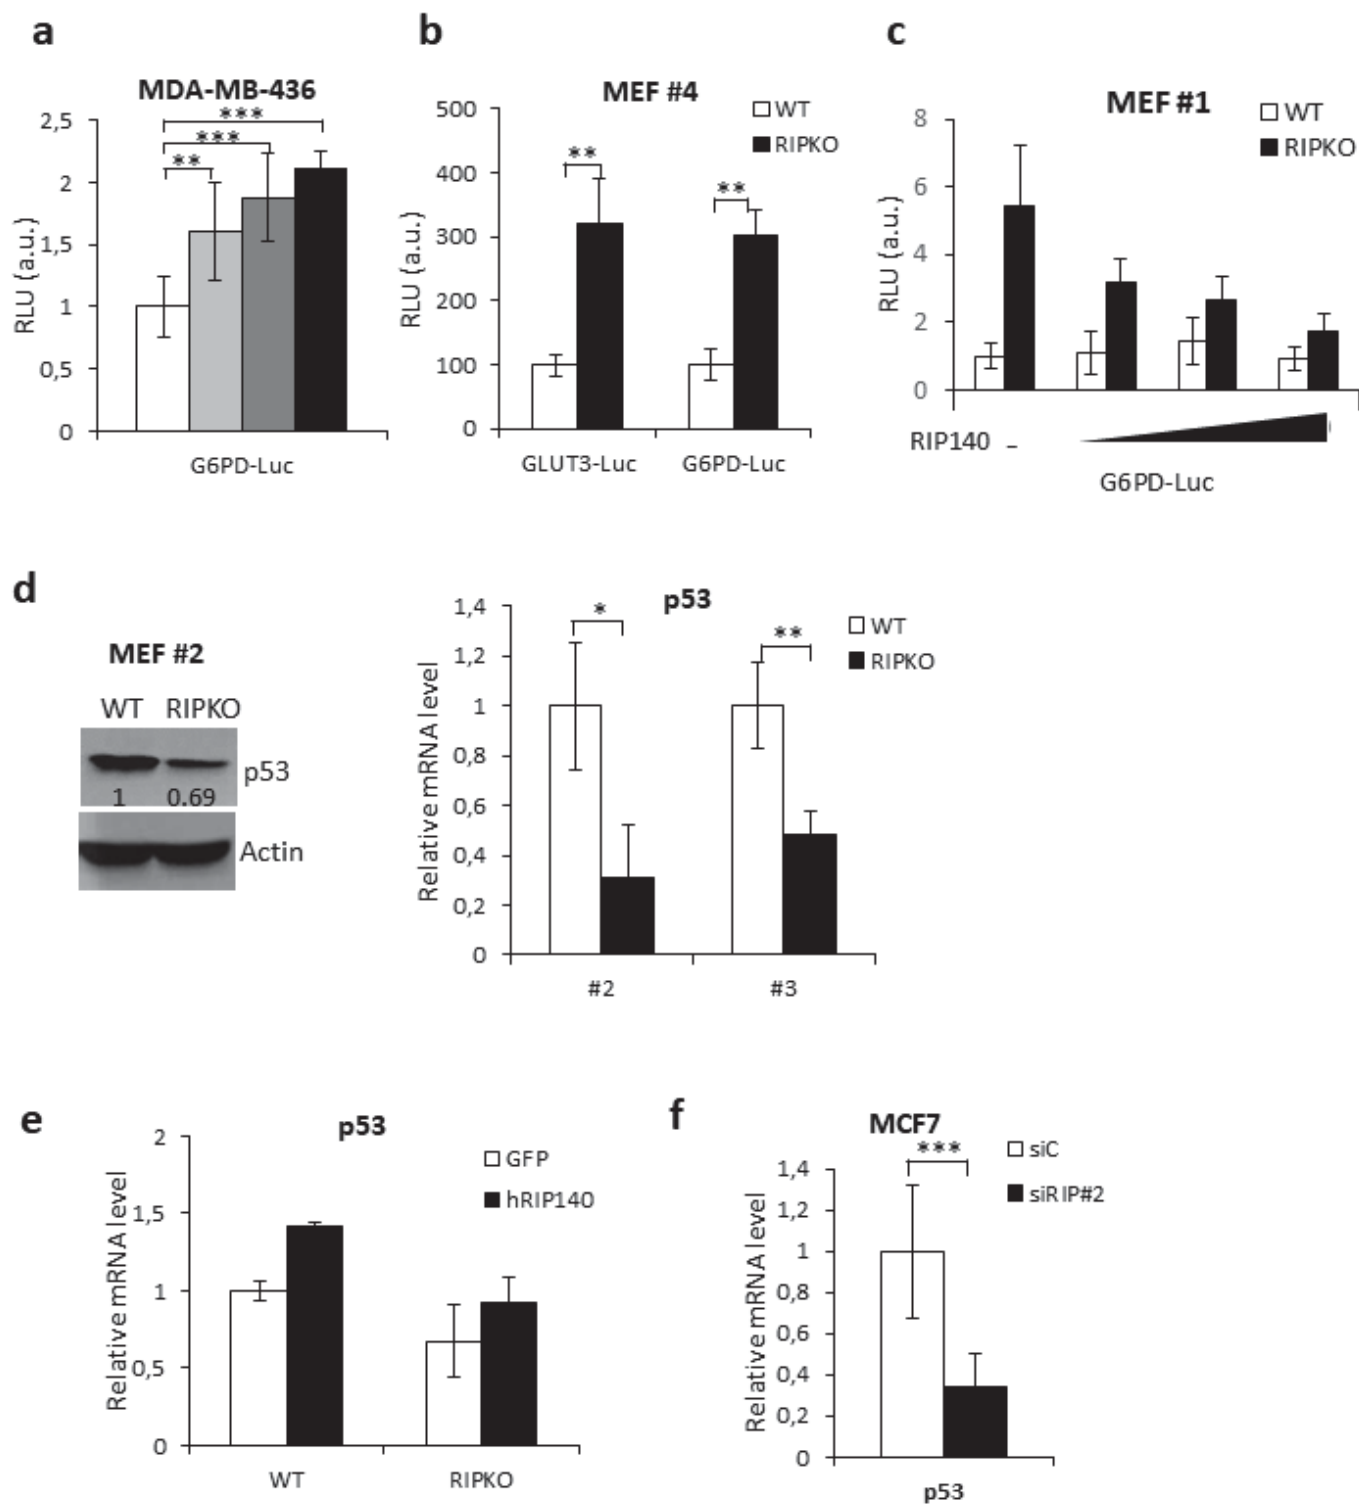 a
MDA-MB-436
***
***
**
2,5
2
1,5
1
0,5
0
RLU (a.u.)
G6PD-Luc
b
MEF #4
WT
RIPKO
**
**
500
400
300
200
100
0
RLU (a.u.)
GLUT3-Luc G6PD-Luc
c
MEF #1
WT
RIPKO
8
6
4
2
0
RLU (a.u.)
RIP140 –
G6PD-Luc
d
MEF #2
WT RIPKO
p53
1 0.69
Actin
p53
WT
RIPKO
*
**
1,4
1,2
1
0,8
0,6
0,4
0,2
0
Relative mRNA level
#2 #3
e
p53
GFP
hRIP140
2
1,5
1
0,5
0
Relative mRNA level
WT RIPKO
f
MCF7
siC
siRIP#2
***
1,4
1,2
1
0,8
0,6
0,4
0,2
0
Relative mRNA level
p53